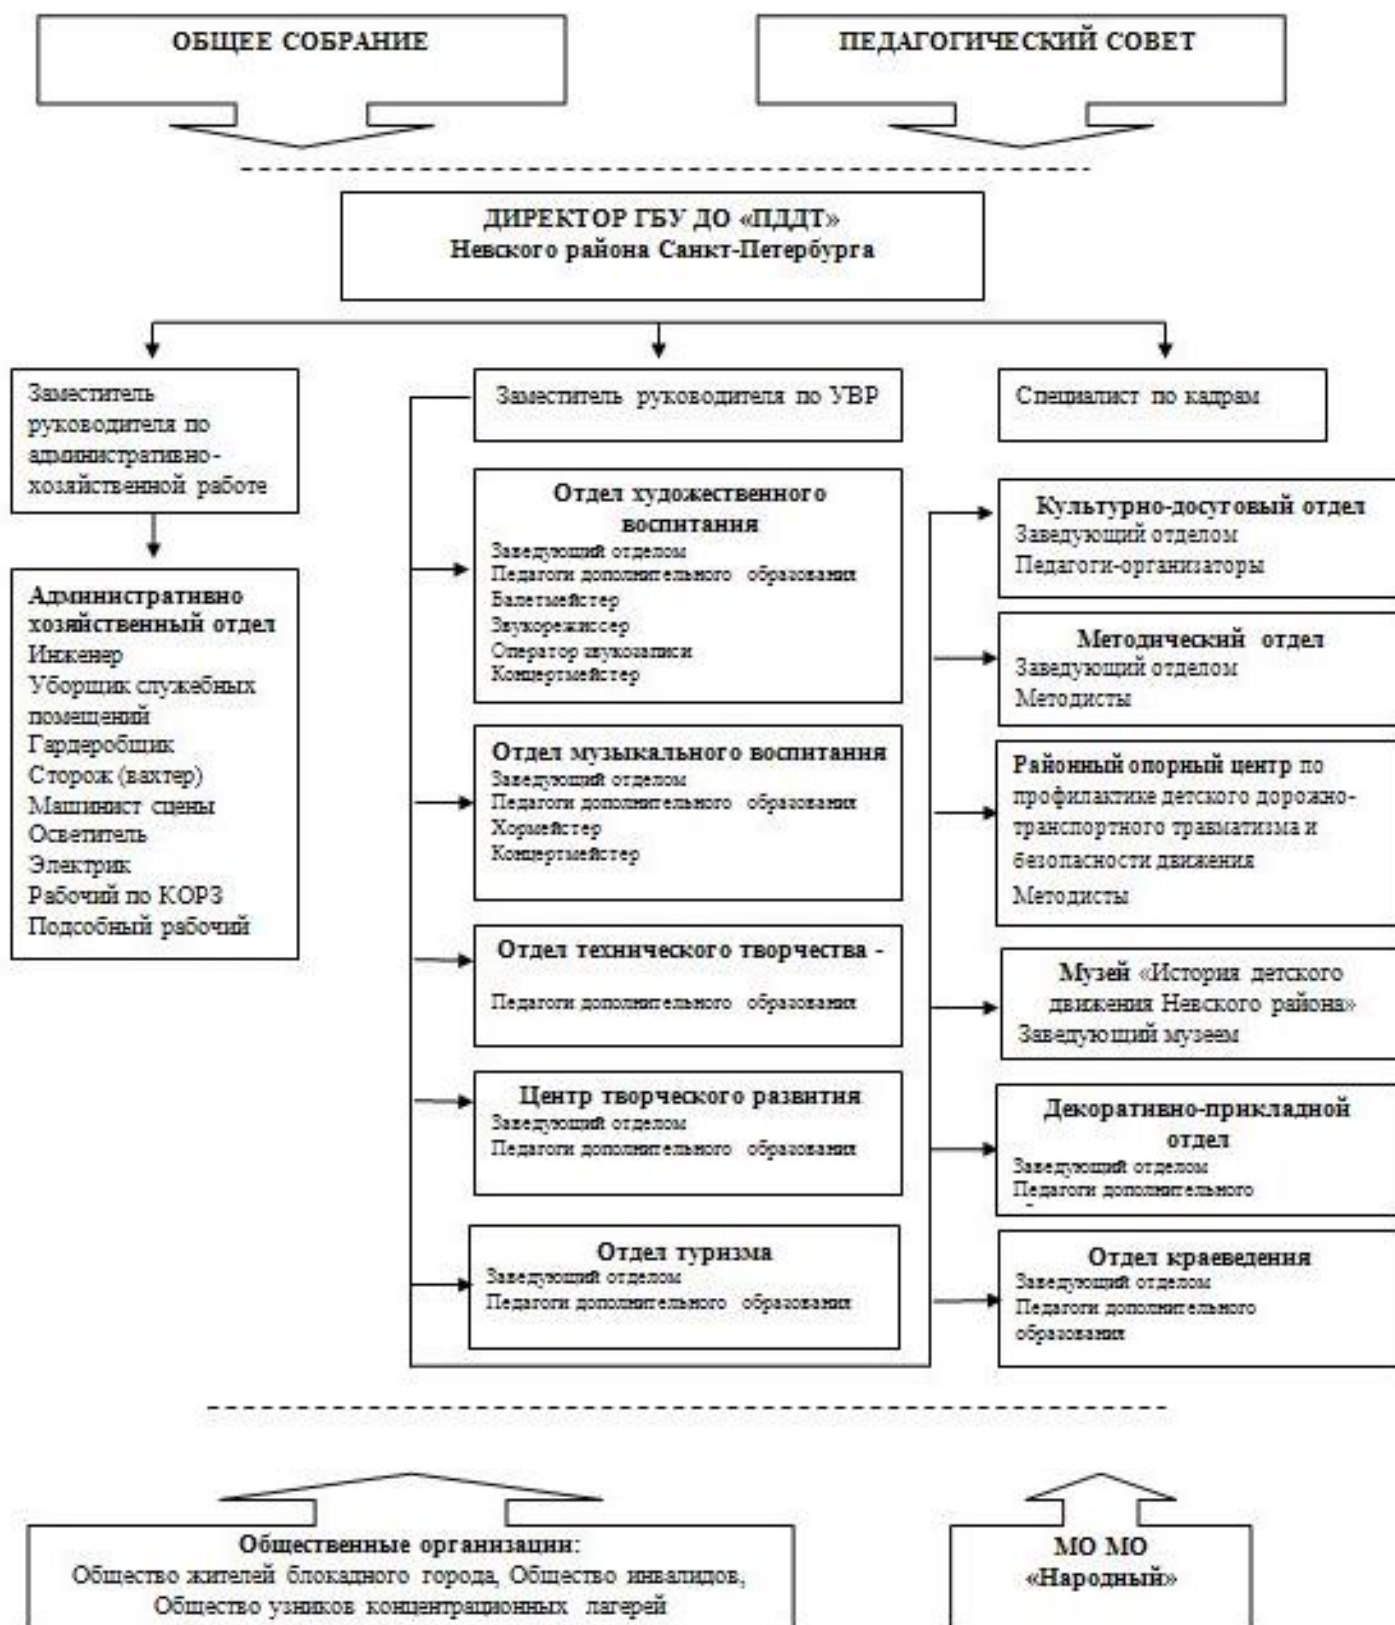 ОБЩЕЕ СОБРАНИЕ
ПЕДАГОГИЧЕСКИЙ СОВЕТ
ДИРЕКТОР ГБУ ДО «ПДДТ»
Невского района Санкт-Петербурга
Заместитель
руководителя по
административно-
хозяйственной работе
Административно
хозяйственный отдел
Инженер
Уборщик служебных
помещений
Гардеробщик
Сторож (вахтер)
Машинист сцены
Осветитель
Электрик
Рабочий по КОРЗ
Подсобный рабочий
Заместитель руководителя по УВР
Отдел художественного
воспитания
Заведующий отделом
Педагоги дополнительного образования
Балетмейстер
Звукорежиссер
Оператор звукозаписи
Концертмейстер
Отдел музыкального воспитания
Заведующий отделом
Педагоги дополнительного образования
Хормейстер
Концертмейстер
Отдел технического творчества -
Педагоги дополнительного образования
Центр творческого развития
Заведующий отделом
Педагоги дополнительного образования
Отдел туризма
Заведующий отделом
Педагоги дополнительного образования
Специалист по кадрам
Культурно-досуговый отдел
Заведующий отделом
Педагоги-организаторы
Методический отдел
Заведующий отделом
Методисты
Районный опорный центр по
профилактике детского дорожно-
транспортного травматизма и
безопасности движения
Методисты
Музей «История детского
движения Невского района»
Заведующий музеем
Декоративно-прикладной
отдел
Заведующий отделом
Педагоги дополнительного
Отдел краеведения
Заведующий отделом
Педагоги дополнительного
образования
Общественные организации:
Общество жителей блокадного города, Общество инвалидов,
Общество узников концентрационных лагерей
МО МО
«Народный»